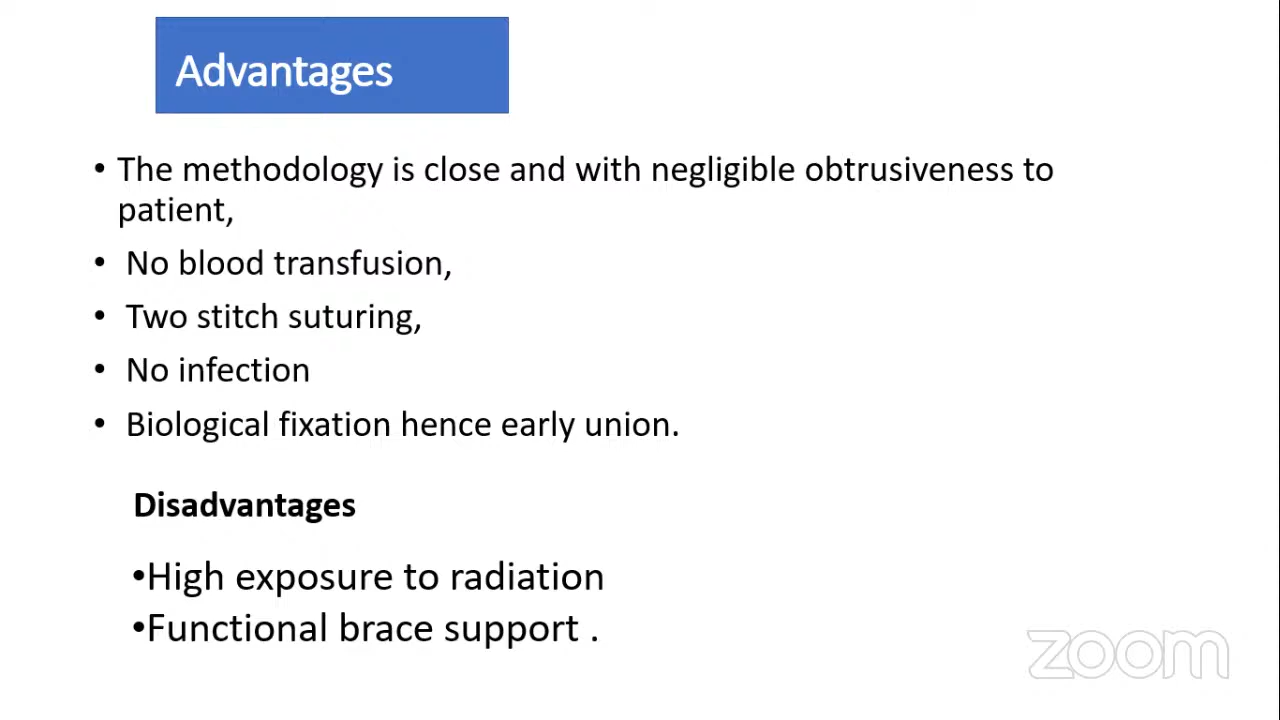 Advantages
• The methodology is close and with negligible obtrusiveness to
patient,
• No blood transfusion,
• Two stitch suturing,
• No infection
• Biological fixation hence early union.
Disadvantages
•High exposure to radiation
•Functional brace support .
zoom